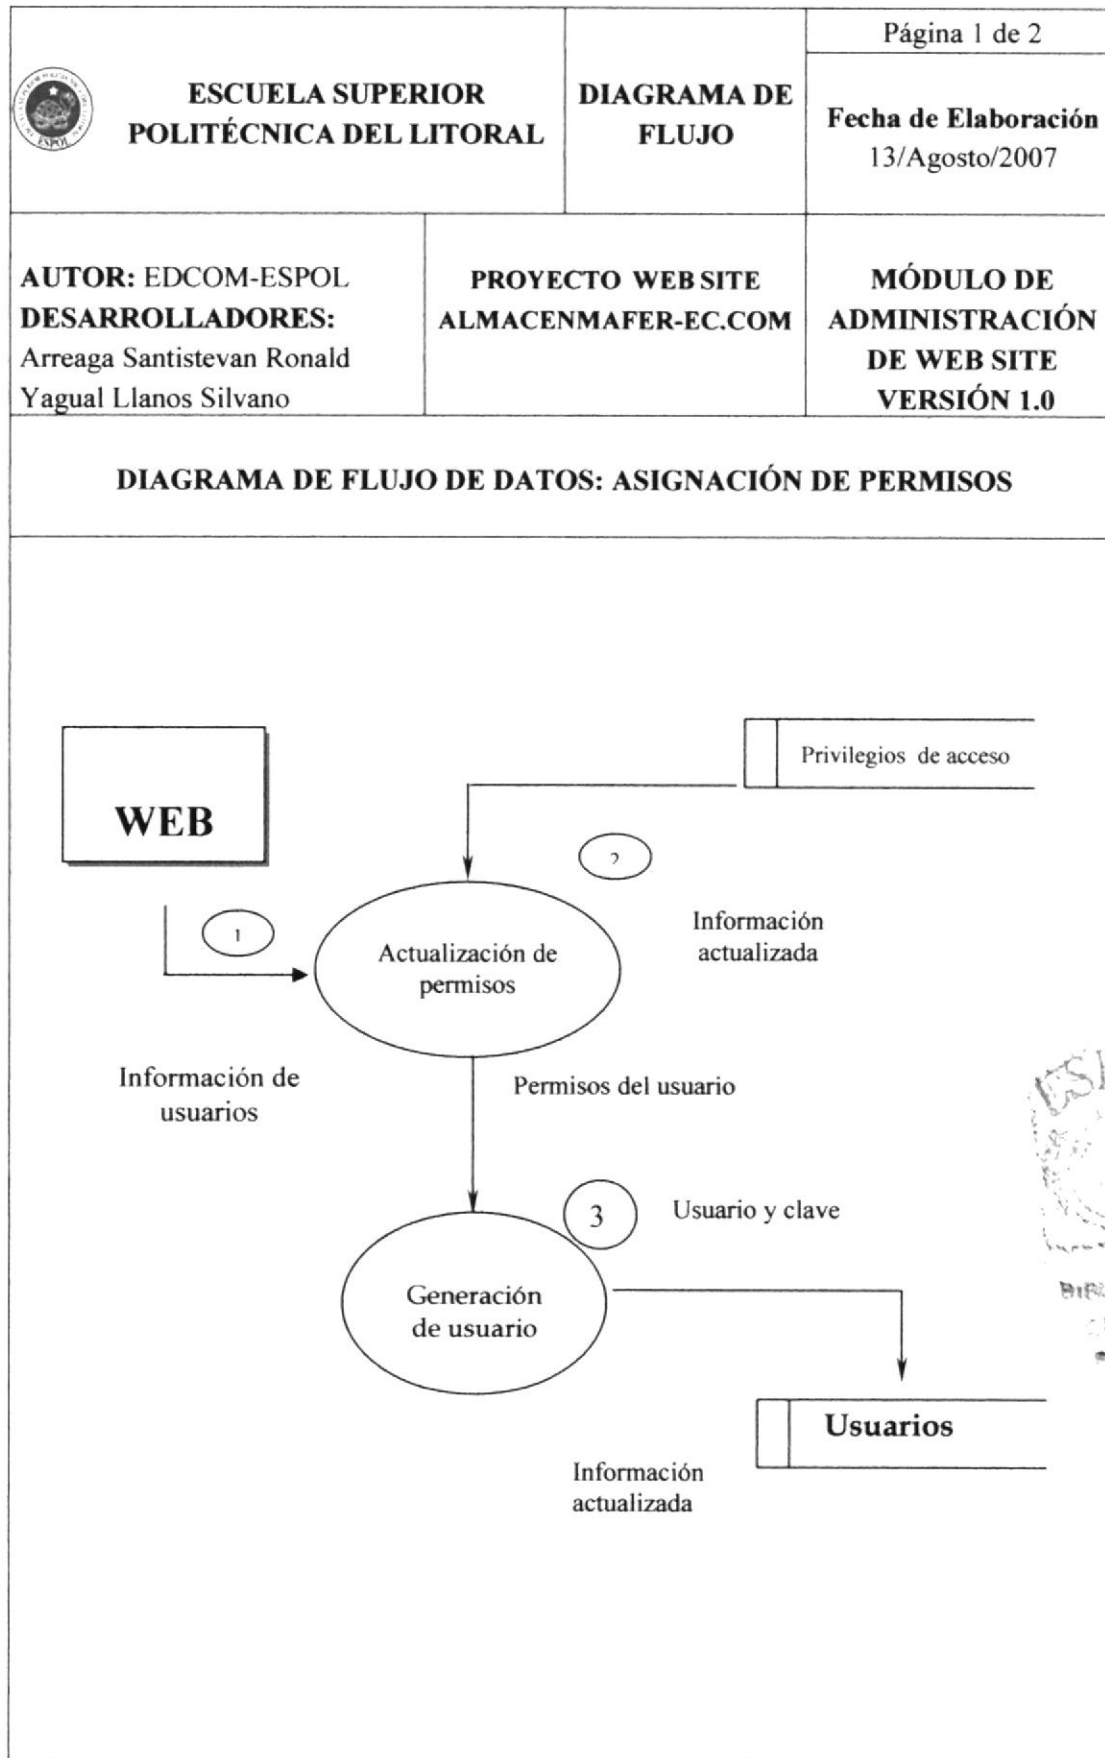 Página 1 de 2
ESCUELA SUPERIOR
POLITÉCNICA DEL LITORAL
DIAGRAMA DE
FLUJO
Fecha de Elaboración
13/Agosto/2007
ESPOL
AUTOR: EDCOM-ESPOL
DESARROLLADORES:
Arreaga Santistevan Ronald
Yagual Llanos Silvano
PROYECTO WEB SITE
ALMACENMAFER-EC.COM
MÓDULO DE
ADMINISTRACIÓN
DE WEB SITE
VERSIÓN 1.0
DIAGRAMA DE FLUJO DE DATOS: ASIGNACIÓN DE PERMISOS
WEB
Privilegios de acceso
2
1
Actualización de
permisos
Información
actualizada
Información de
usuarios
Permisos del usuario
3
Usuario y clave
Generación
de usuario
Usuarios
Información
actualizada